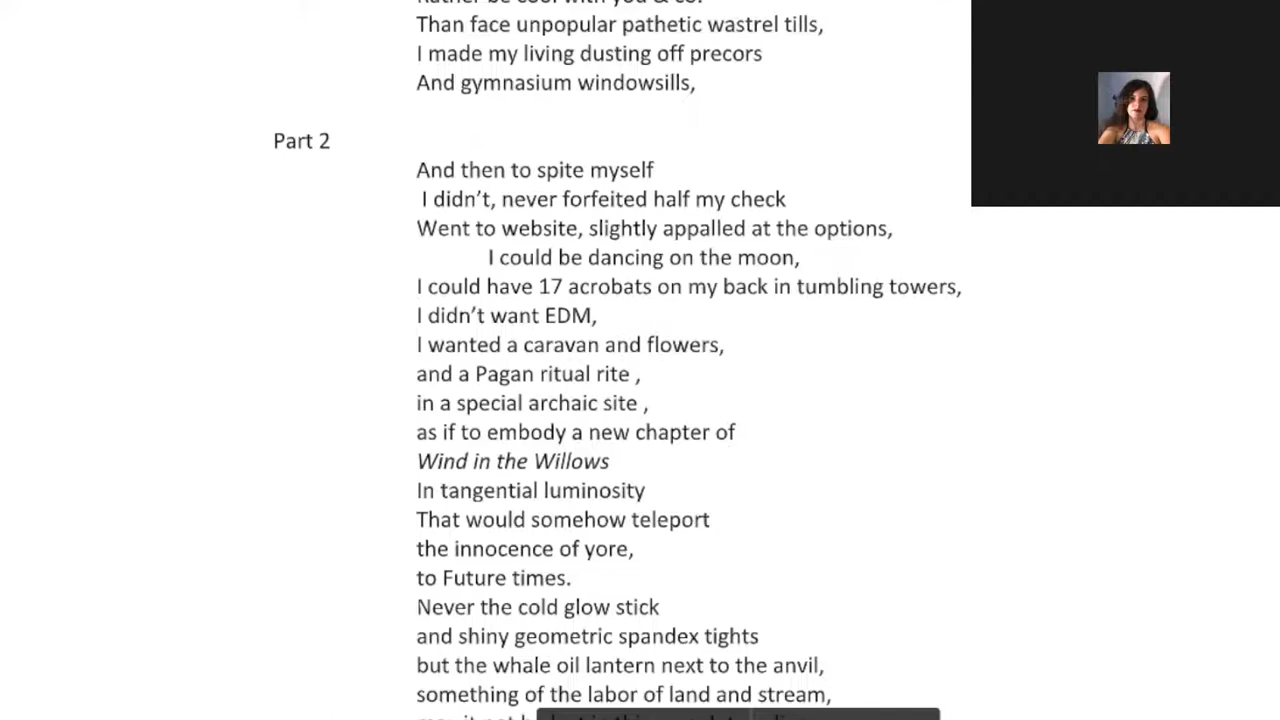 Rather be cool with you & co.
Than face unpopular pathetic wastrel tills,
I made my living dusting off precors
And gymnasium windowsills,
Part 2
And then to spite myself
I didn’t, never forfeited half my check
Went to website, slightly appalled at the options,
I could be dancing on the moon,
I could have 17 acrobats on my back in tumbling towers,
I didn’t want EDM,
I wanted a caravan and flowers,
and a Pagan ritual rite ,
in a special archaic site ,
as if to embody a new chapter of
Wind in the Willows
In tangential luminosity
That would somehow teleport
the innocence of yore,
to Future times.
Never the cold glow stick
and shiny geometric spandex tights
but the whale oil lantern next to the anvil,
something of the labor of land and stream,